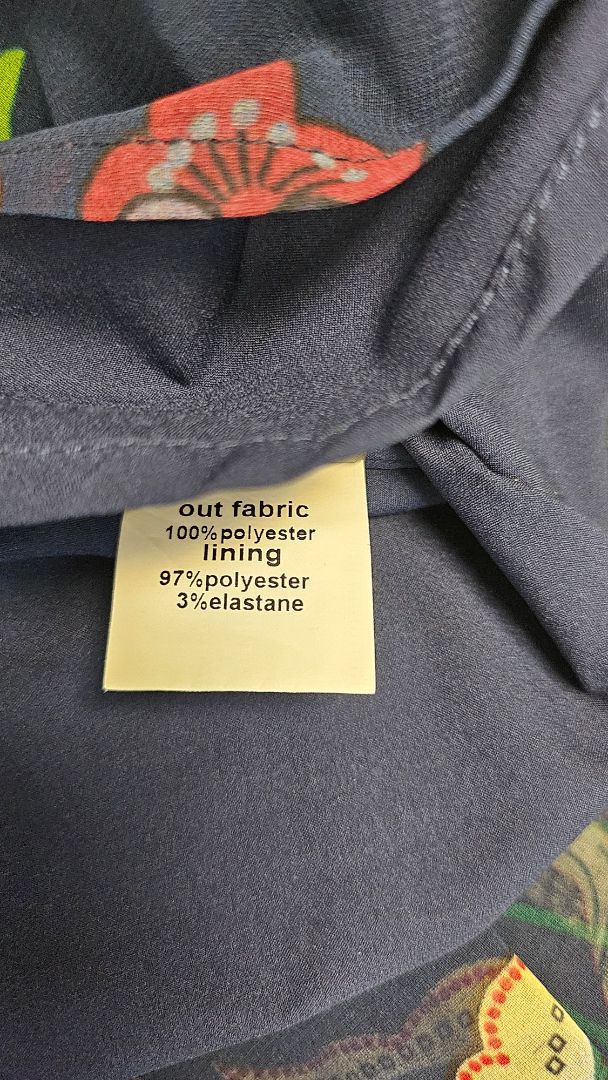 out fabric
100%polyester
lining
97%polyester
3%elastane